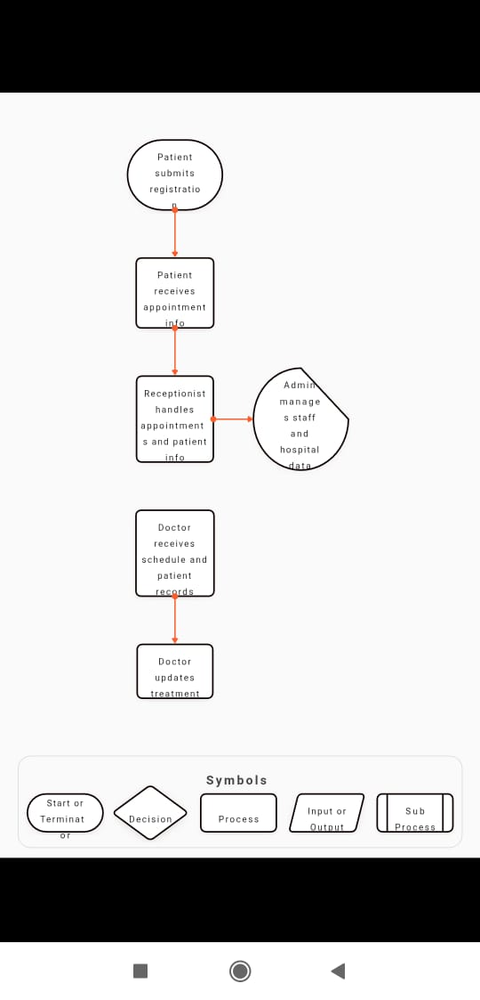 Patient
submits
registratio
n
Patient
receives
appointment
info
Receptionist
handles
appointment
s and patient
info
Admin
manage
s staff
and
hospital
data
Doctor
receives
schedule and
patient
records
Doctor
updates
treatment
Symbols
Start or
Terminat
or
Decision
Process
Input or
Output
Sub
Process